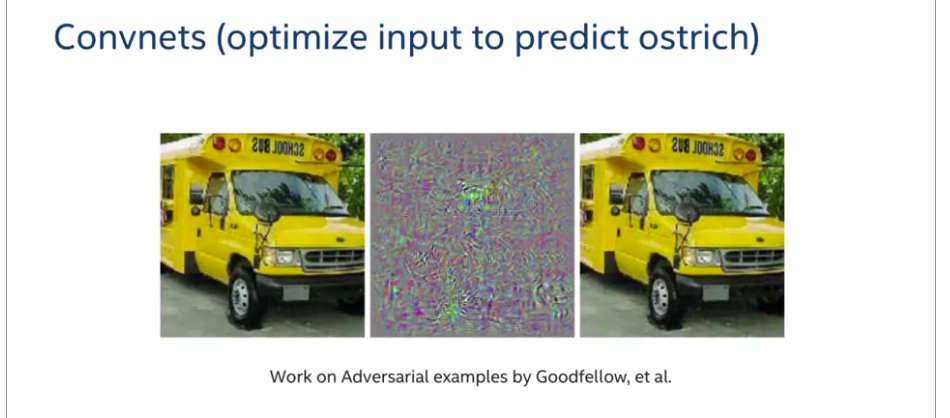 Convnets (optimize input to predict ostrich)
SCHOOL BUS
SCHOOL BUS
Work on Adversarial examples by Goodfellow, et al.